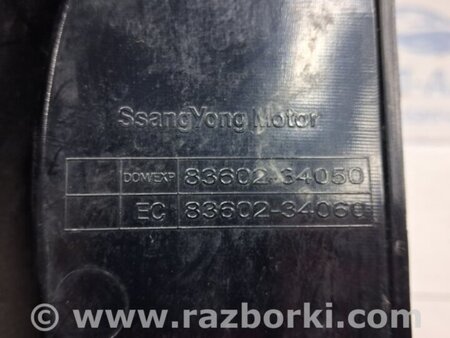 SsangYong Motor
DOM/EXP 83602-34050
EC 83602-34060
© www.razborki.com